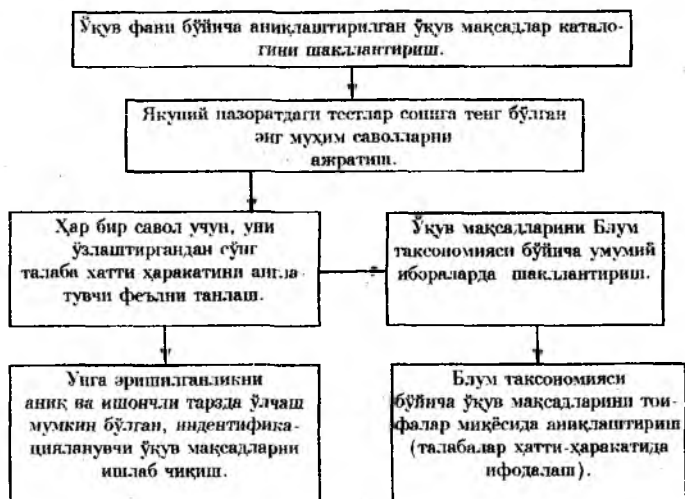 Ўқув фани бўйича аниқлаштирилган ўқув мақсадлар катало-
гини шакллантириш.
Якуний назоратдаги тестлар сонига тенг бўлган
энг муҳим саволларни
ажратиш.
Ҳар бир савол учун, уни
ўзлаштиргандан сўнг
талаба хатти ҳаракатини англа
тувчи феълни танлаш.
Ўқув мақсадларини Блум
таксономияси бўйича умумий
ибораларда шакллантириш.
Унга эришилганликни
аниқ ва ишончли тарзда ўлчаш
мумкин бўлган, индентифика-
цияланувчи ўқув мақсадларни
ишлаб чиқиш.
Блум таксономияси
бўйича ўқув мақсадларини тои-
фалар миқёсида аниқлаштириш
(талабалар ҳатти-ҳаракатида
ифодалаш).